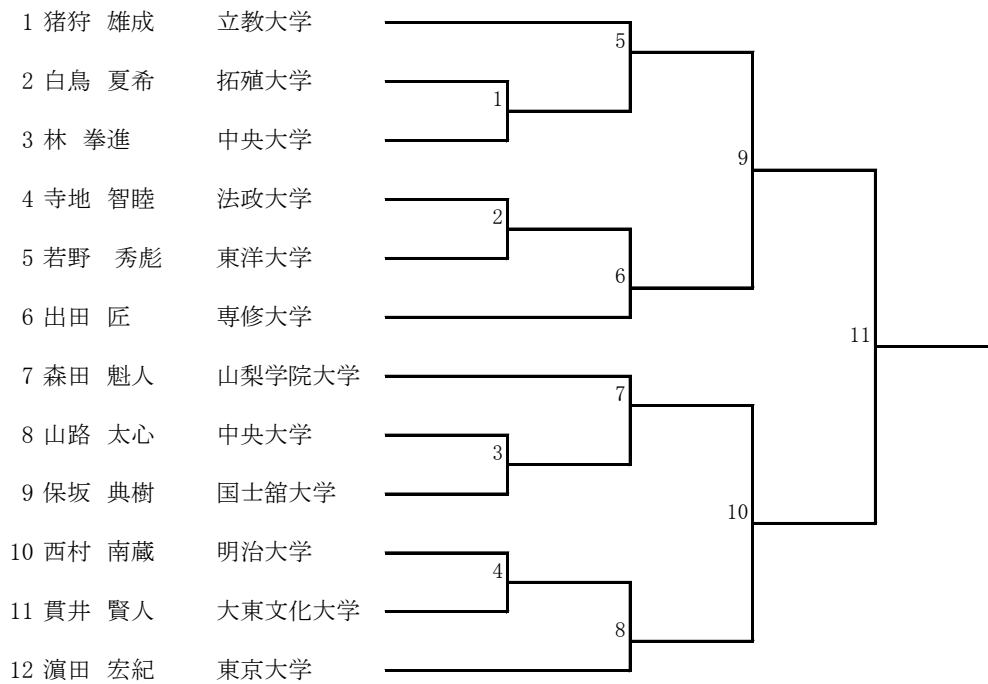 1 猪狩 雄成 立教大学
5
2 白鳥 夏希 拓殖大学
1
3 林 拳進 中央大学
9
4 寺地 智睦 法政大学
2
5 若野 秀彪 東洋大学
6
6 出田 匠 専修大学
11
7 森田 魁人 山梨学院大学
7
8 山路 太心 中央大学
3
9 保坂 典樹 国士舘大学
10
10 西村 南蔵 明治大学
4
11 貫井 賢人 大東文化大学
8
12 濵田 宏紀 東京大学